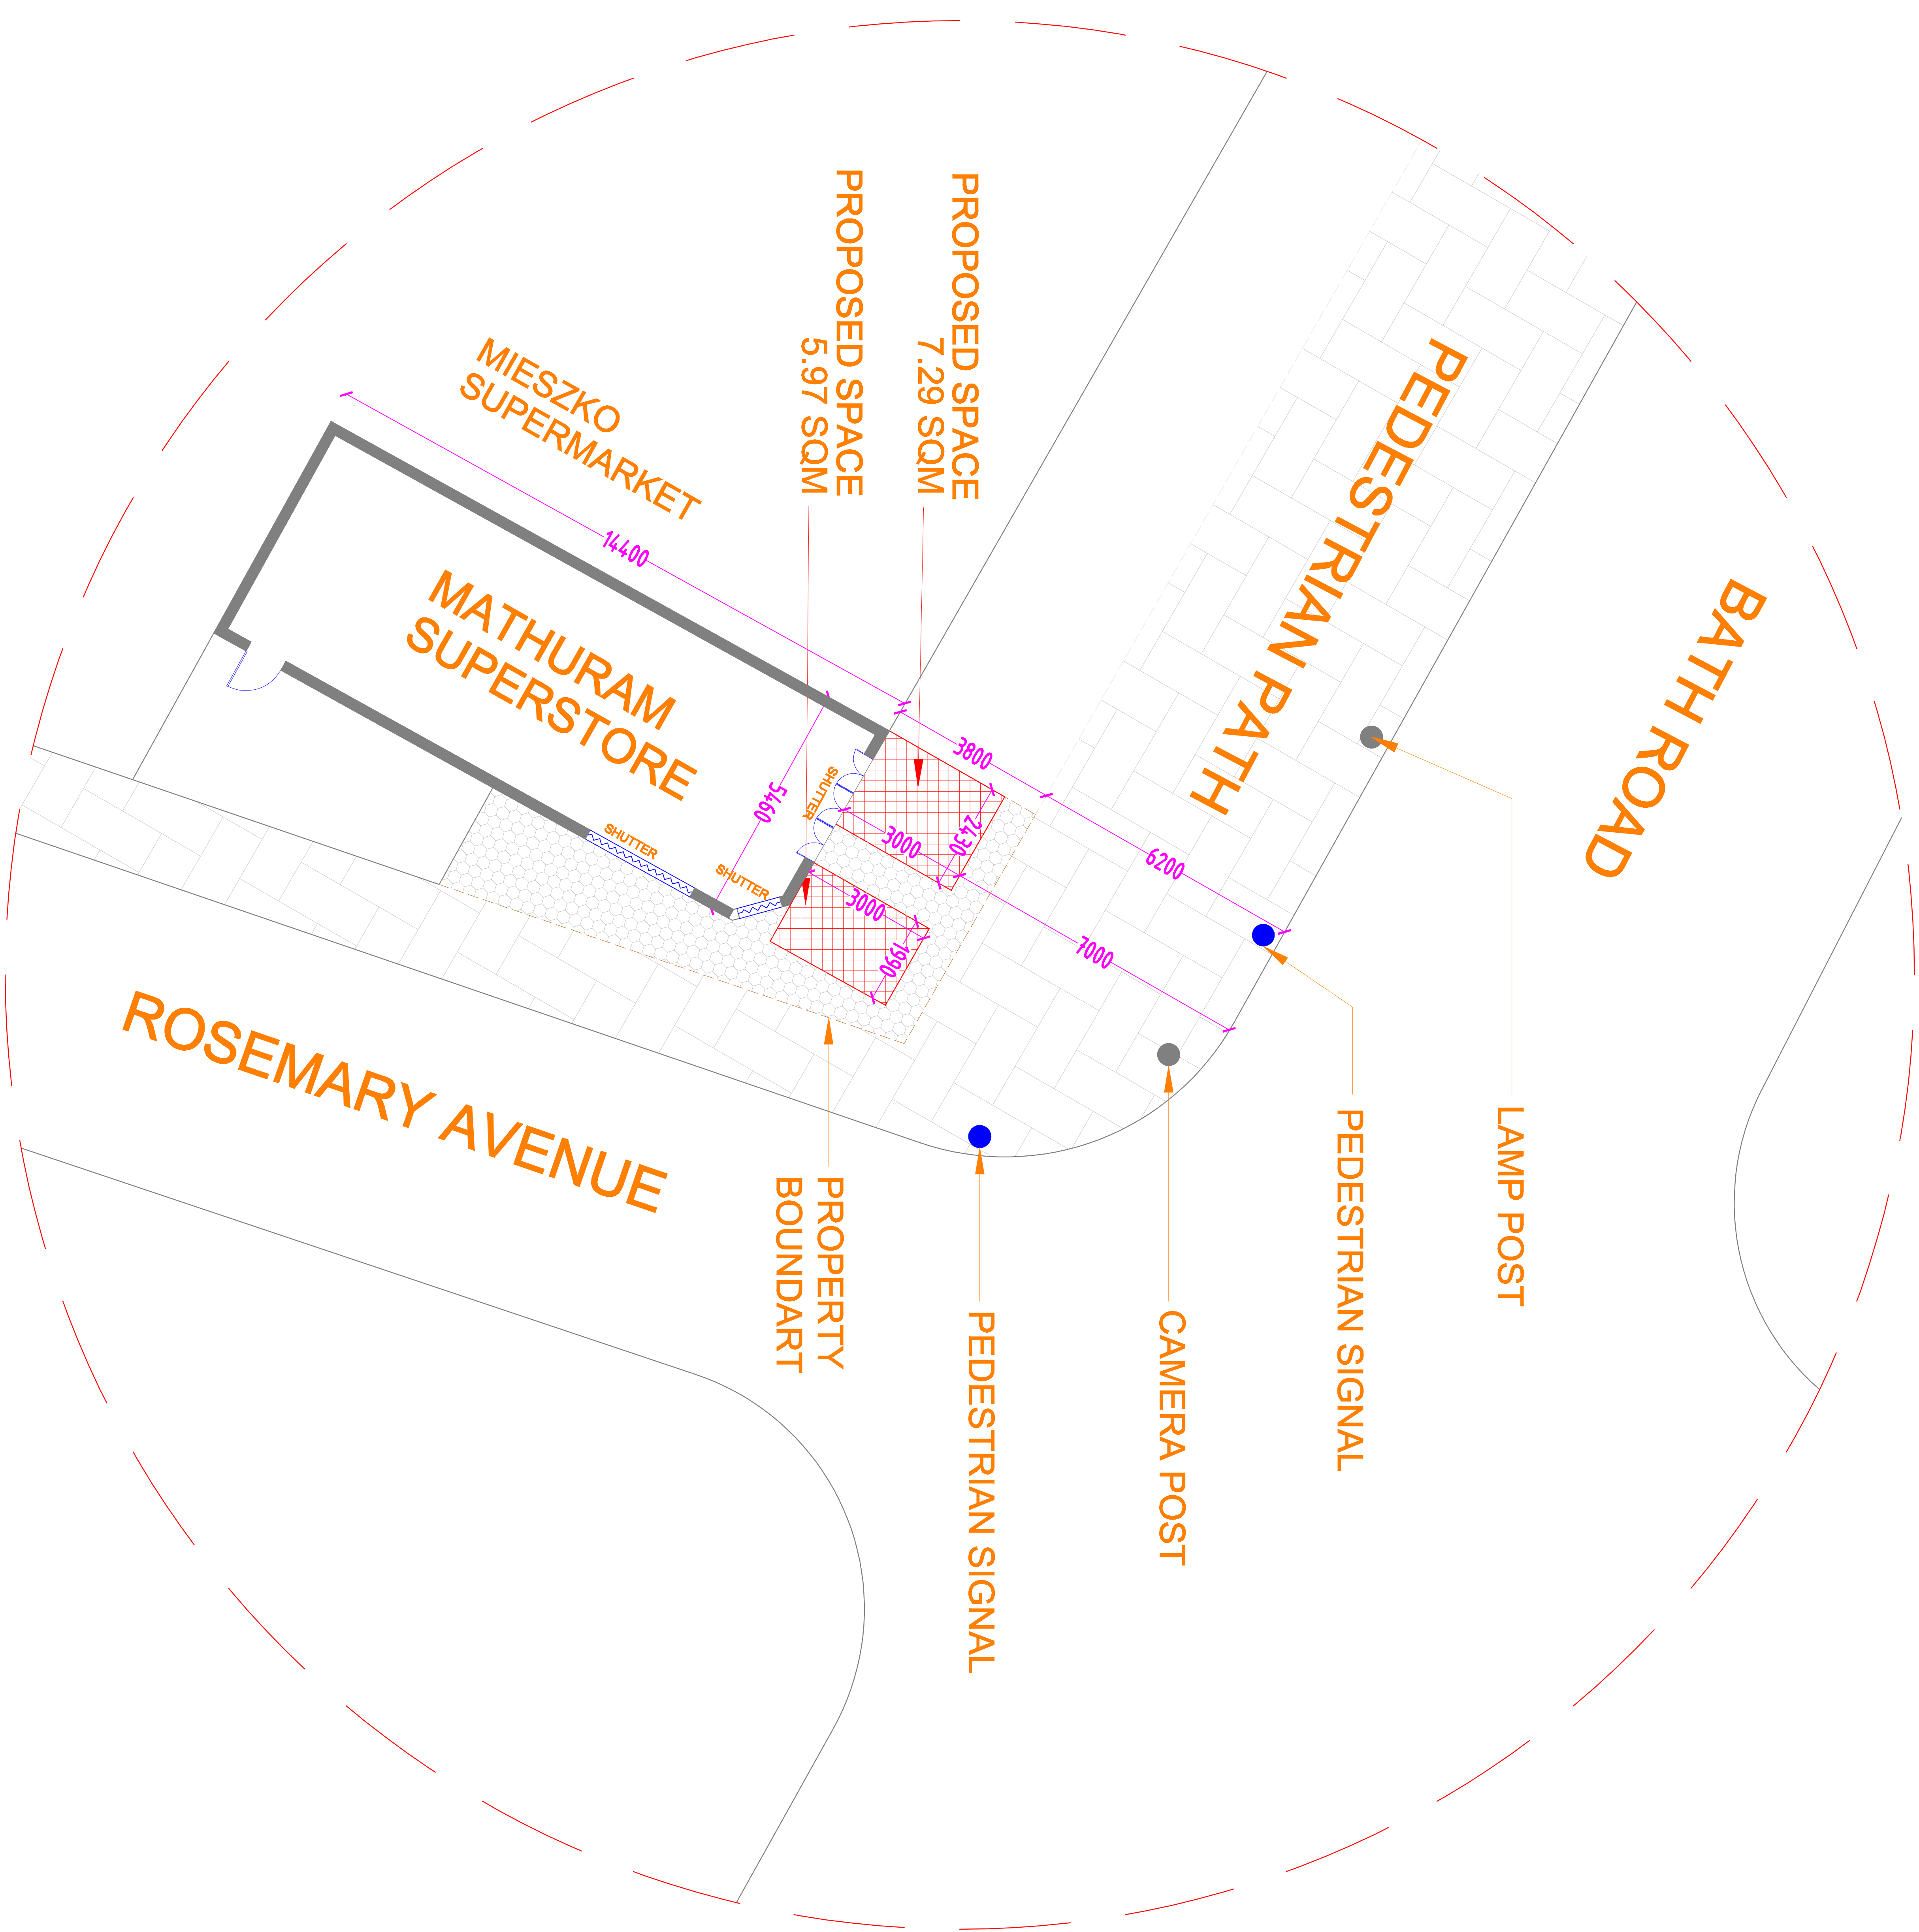 PROPOSED SPACE
7.29 SQM
PROPOSED SPACE
5.97 SQM
MIESZKO
SUPERMARKET
14400
MATHURAM
SUPERSTORE
PEDESTRIAN PATH
BATH ROAD
3800
SHUTTER
5460
3000
2430
6200
SHUTTER
SHUTTER
3000
1990
7000
ROSEMARY AVENUE
PROPERTY
BOUNDART
PEDESTRIAN SIGNAL
CAMERA POST
PEDESTRIAN SIGNAL
LAMP POST